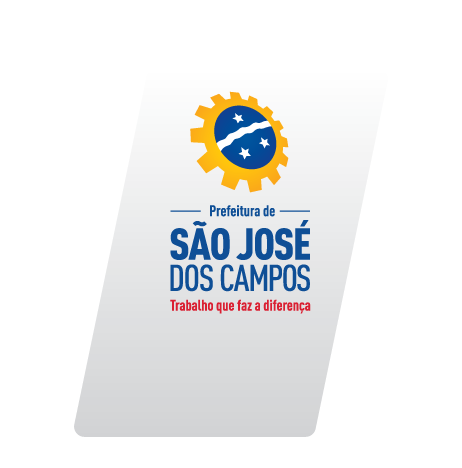 Prefeitura de
SÃO JOSÉ
DOS CAMPOS
Trabalho que faz a diferença